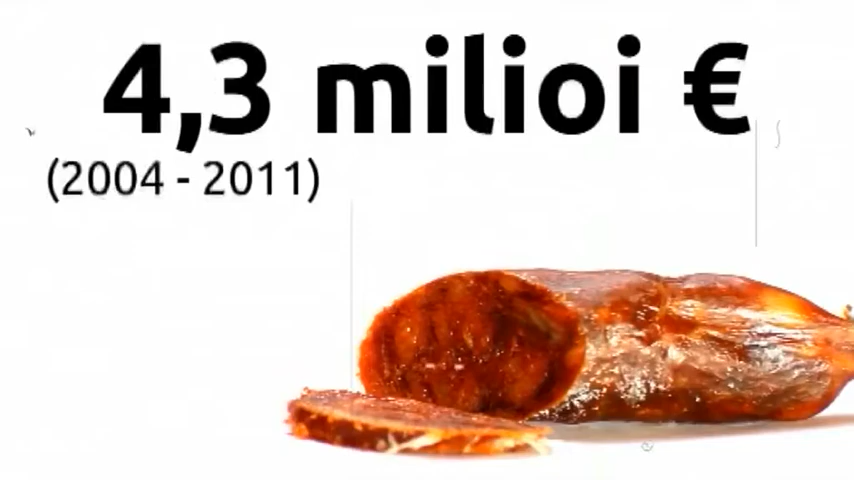 4,3 milioi €
(2004 - 2011)